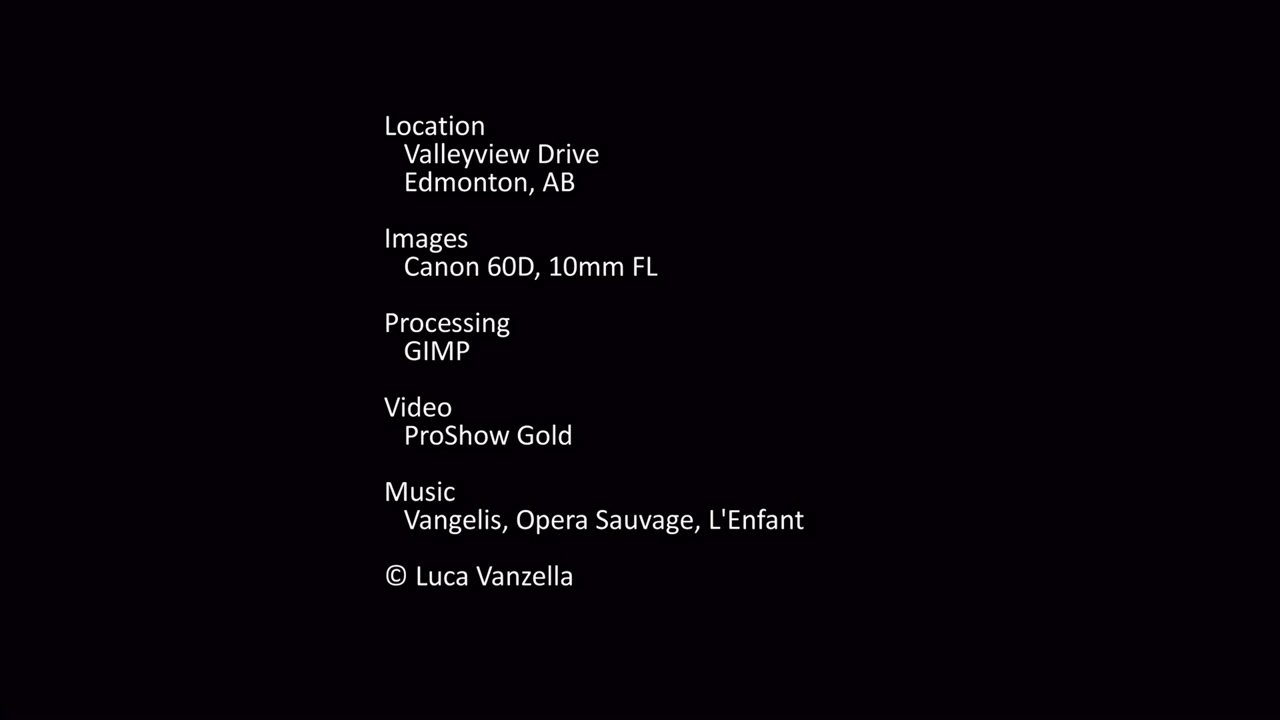 Location
Valleyview Drive
Edmonton, AB
Images
Canon 60D, 10mm FL
Processing
GIMP
Video
ProShow Gold
Music
Vangelis, Opera Sauvage, L'Enfant
© Luca Vanzella